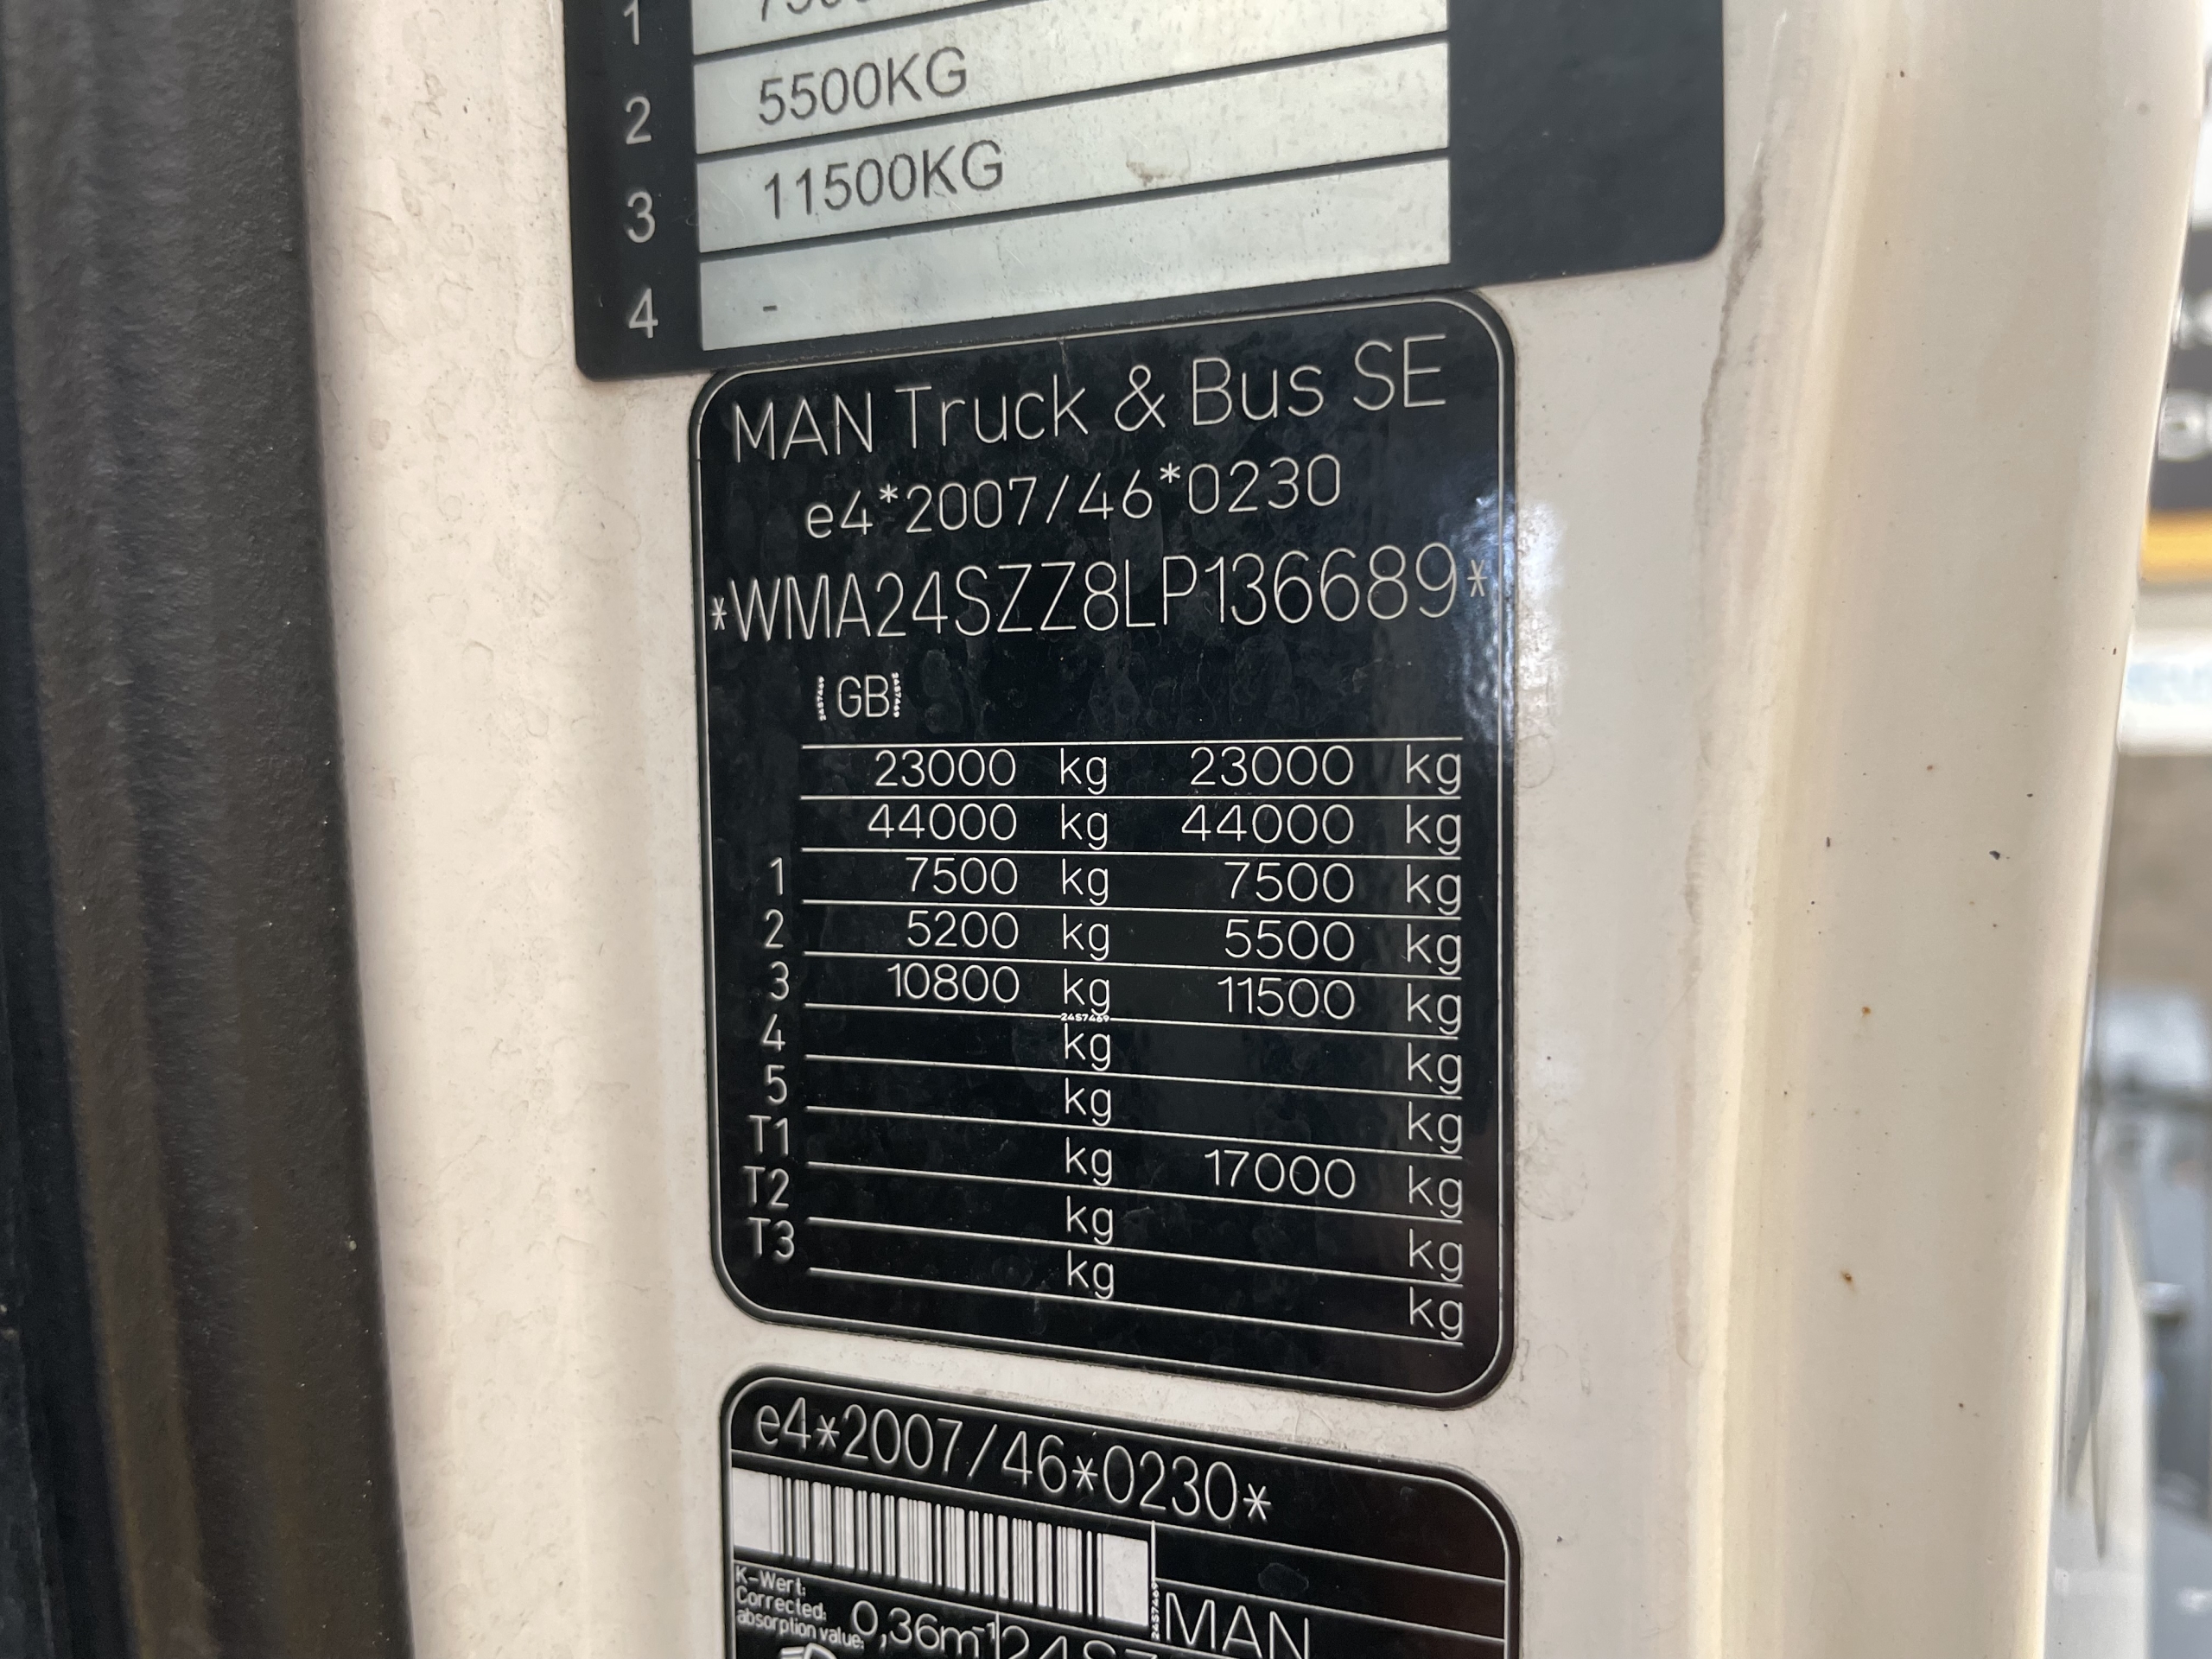 1
2 5500KG
3 11500KG
4 -
MAN Truck & Bus SE
e4*2007/46*0230
*WMA24SZZ8LP136689*
GB
23000 kg 23000 kg
44000 kg 44000 kg
1 7500 kg 7500 kg
2 5200 kg 5500 kg
3 10800 kg 11500 kg
2457469
4 kg kg
5 kg kg
T1 kg 17000 kg
T2 kg kg
T3 kg kg
e4*2007/46*0230*
K-Wert:
Corrected:
absorption value: 0,36m-1
2457469
MAN